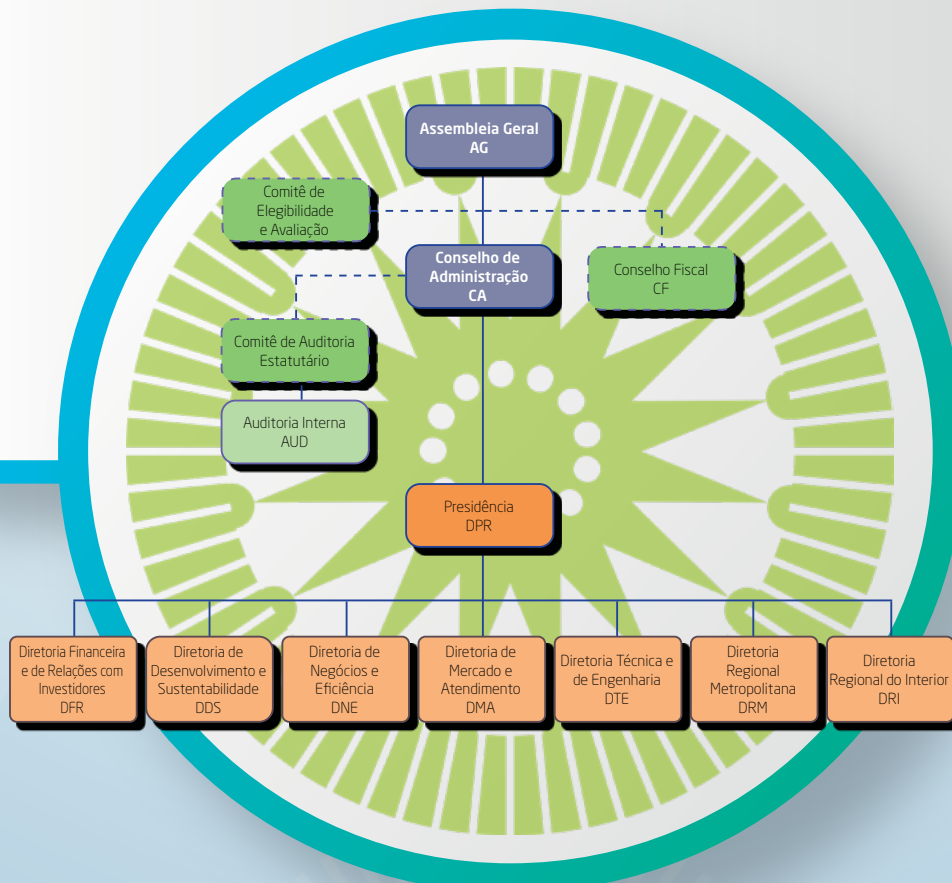 Assembleia Geral
AG
Comitê de
Elegibilidade
e Avaliação
Conselho de
Administração
CA
Conselho Fiscal
CF
Comitê de Auditoria
Estatutário
Auditoria Interna
AUD
Presidência
DPR
Diretoria Financeira
e de Relações com
Investidores
DFR
Diretoria de
Desenvolvimento e
Sustentabilidade
DDS
Diretoria de
Negócios e
Eficiência
DNE
Diretoria de
Mercado e
Atendimento
DMA
Diretoria Técnica e
de Engenharia
DTE
Diretoria
Regional
Metropolitana
DRM
Diretoria
Regional do Interior
DRI